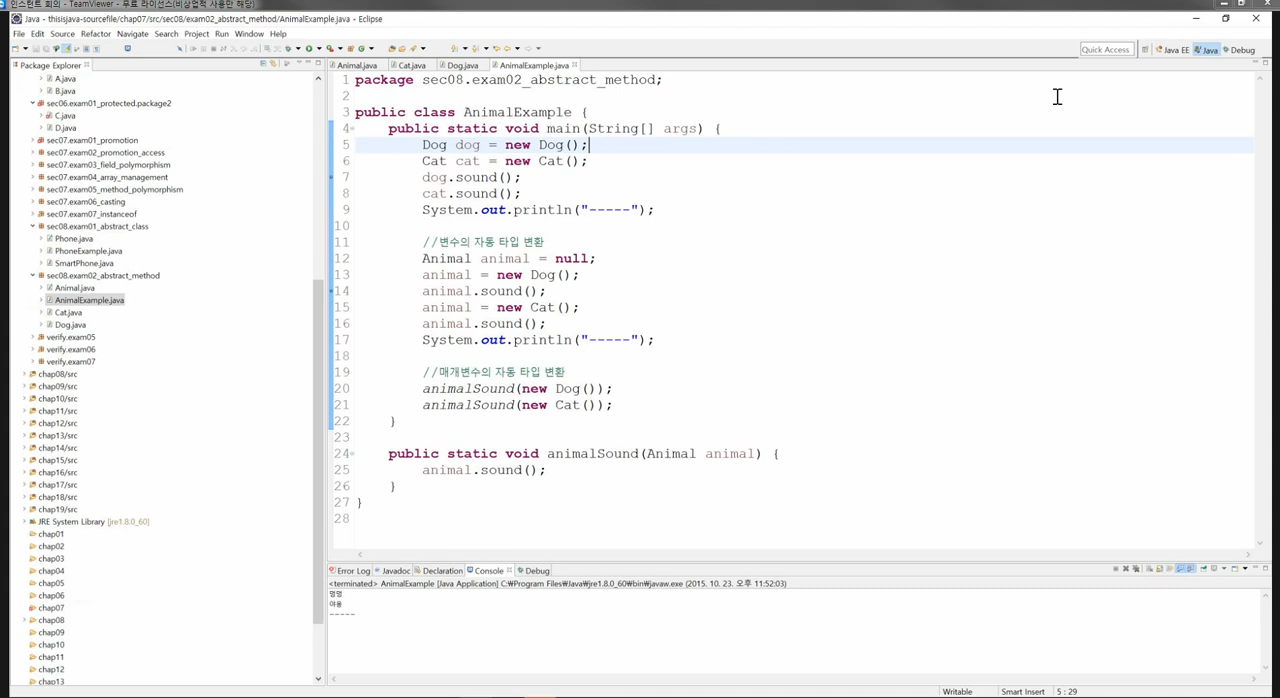 인스턴트 회의 - TeamViewer - 무료 라이선스(비상업적 사용만 해당)
Java - thisisjava-sourcefile/chap07/src/sec08/exam02_abstract_method/AnimalExample.java - Eclipse
File Edit Source Refactor Navigate Search Project Run Window Help
Quick Access Java EE Java Debug
Package Explorer
A.java
B.java
sec06.exam01_protected.package2
C.java
D.java
sec07.exam01_promotion
sec07.exam02_promotion_access
sec07.exam03_field_polymorphism
sec07.exam04_array_management
sec07.exam05_method_polymorphism
sec07.exam06_casting
sec07.exam07_instanceof
sec08.exam01_abstract_class
Phone.java
PhoneExample.java
SmartPhone.java
sec08.exam02_abstract_method
Animal.java
AnimalExample.java
Cat.java
Dog.java
verify.exam05
verify.exam06
verify.exam07
chap08/src
chap09/src
chap10/src
chap11/src
chap12/src
chap13/src
chap14/src
chap15/src
chap16/src
chap17/src
chap18/src
chap19/src
JRE System Library [jre1.8.0_60]
chap01
chap02
chap03
chap04
chap05
chap06
chap07
chap08
chap09
chap10
chap11
chap12
chap13
Animal.java Cat.java Dog.java AnimalExample.java
1 package sec08.exam02_abstract_method;
2
3 public class AnimalExample {
4 public static void main(String[] args) {
5 Dog dog = new Dog();
6 Cat cat = new Cat();
7 dog.sound();
8 cat.sound();
9 System.out.println("-----");
10
11 //변수의 자동 타입 변환
12 Animal animal = null;
13 animal = new Dog();
14 animal.sound();
15 animal = new Cat();
16 animal.sound();
17 System.out.println("-----");
18
19 //매개변수의 자동 타입 변환
20 animalSound(new Dog());
21 animalSound(new Cat());
22 }
23
24 public static void animalSound(Animal animal) {
25 animal.sound();
26 }
27 }
28
Error Log Javadoc Declaration Console Debug
<terminated> AnimalExample [Java Application] C:₩Program Files₩Java₩jre1.8.0_60₩bin₩javaw.exe (2015. 10. 23. 오후 11:52:03)
멍멍
야옹
-----
Writable Smart Insert 5 : 29